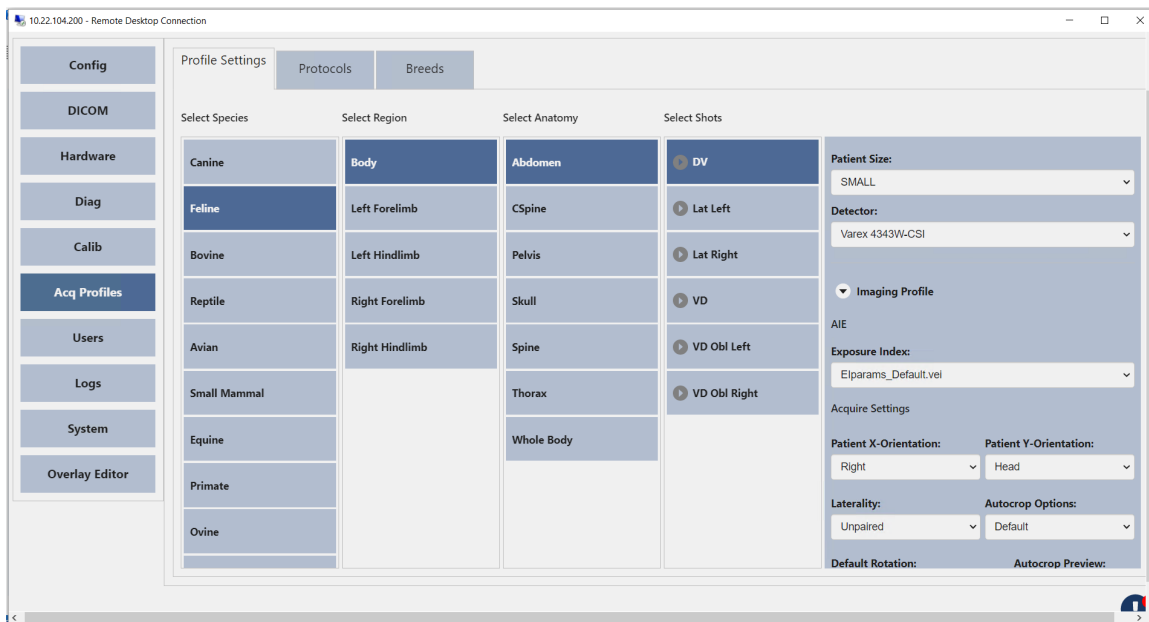 10.22.104.200 - Remote Desktop Connection
Config
DICOM
Hardware
Diag
Calib
Acq Profiles
Users
Logs
System
Overlay Editor
Profile Settings
Protocols
Breeds
Select Species
Canine
Feline
Bovine
Reptile
Avian
Small Mammal
Equine
Primate
Ovine
Select Region
Body
Left Forelimb
Left Hindlimb
Right Forelimb
Right Hindlimb
Select Anatomy
Abdomen
CSpine
Pelvis
Skull
Spine
Thorax
Whole Body
Select Shots
DV
Lat Left
Lat Right
VD
VD Obl Left
VD Obl Right
Patient Size:
SMALL
Detector:
Varex 4343W-CSI
Imaging Profile
AIE
Exposure Index:
EIparams_Default.vei
Acquire Settings
Patient X-Orientation:
Right
Patient Y-Orientation:
Head
Laterality:
Unpaired
Autocrop Options:
Default
Default Rotation:
Autocrop Preview: